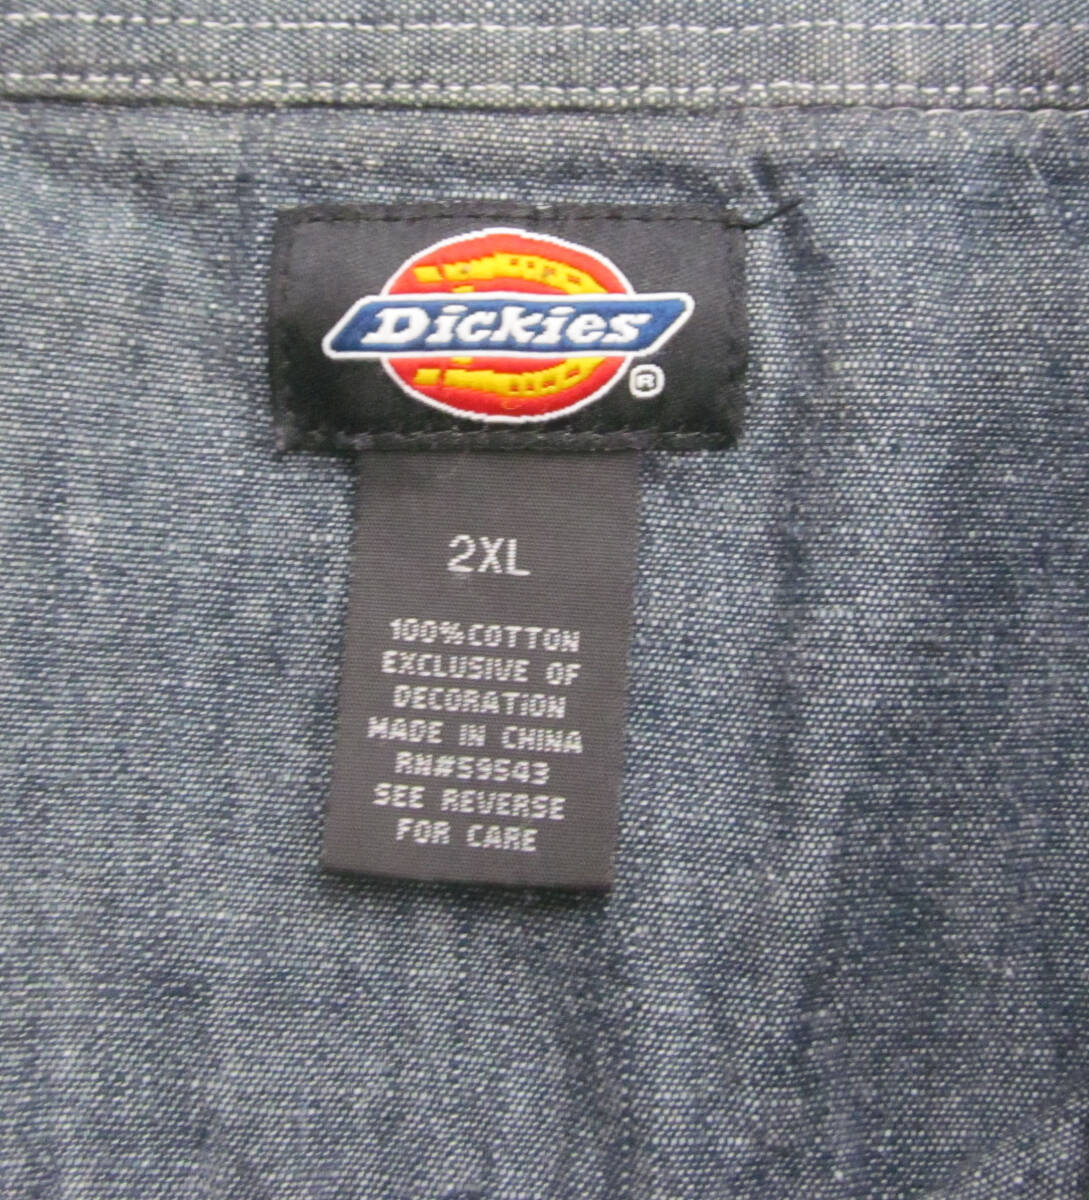 Dickies
®
2XL
100% COTTON
EXCLUSIVE OF
DECORATION
MADE IN CHINA
RN#59543
SEE REVERSE
FOR CARE